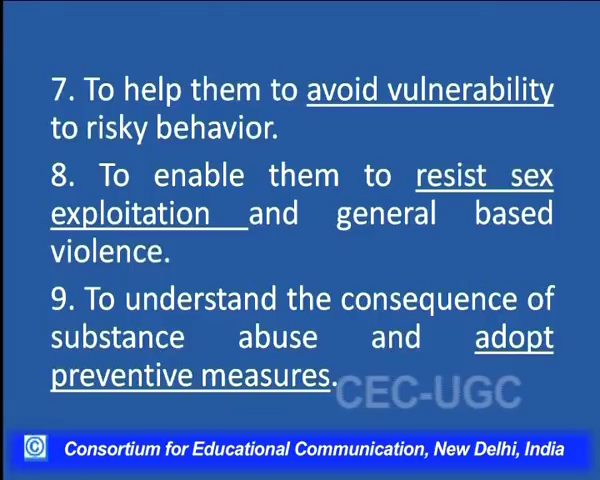 7. To help them to avoid vulnerability
to risky behavior.
8. To enable them to resist sex
exploitation and general based
violence.
9. To understand the consequence of
substance abuse and adopt
preventive measures.
CEC-UGC
© Consortium for Educational Communication, New Delhi, India